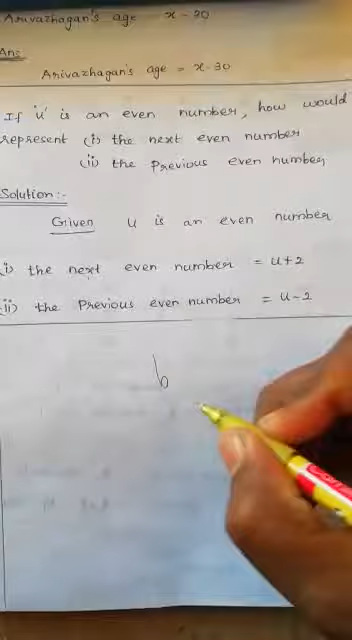 Arivazhagan's age x - 30
Ans:
Arivazhagan's age = x - 30
If 'u' is an even number, how would
represent (i) the next even number
(ii) the previous even number
Solution :-
Given u is an even number
i) the next even number = u+2
(ii) the Previous even number = u-2
b